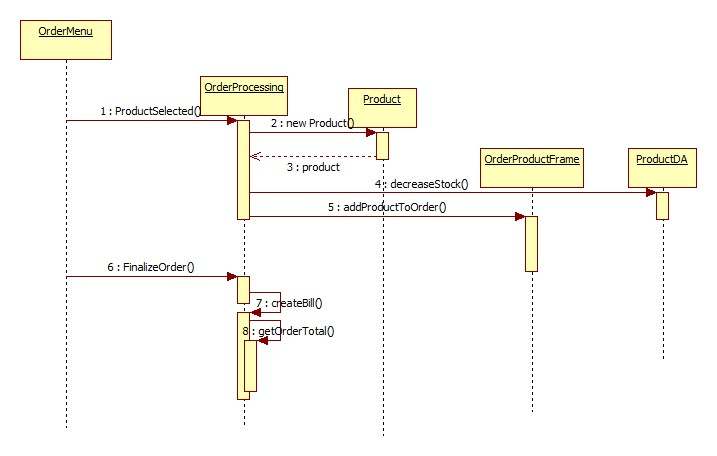 OrderMenu
OrderProcessing
Product
1 : ProductSelected()
2 : new Product()
OrderProductFrame
ProductDA
3 : product
4 : decreaseStock()
5 : addProductToOrder()
6 : FinalizeOrder()
7 : createBill()
8 : getOrderTotal()